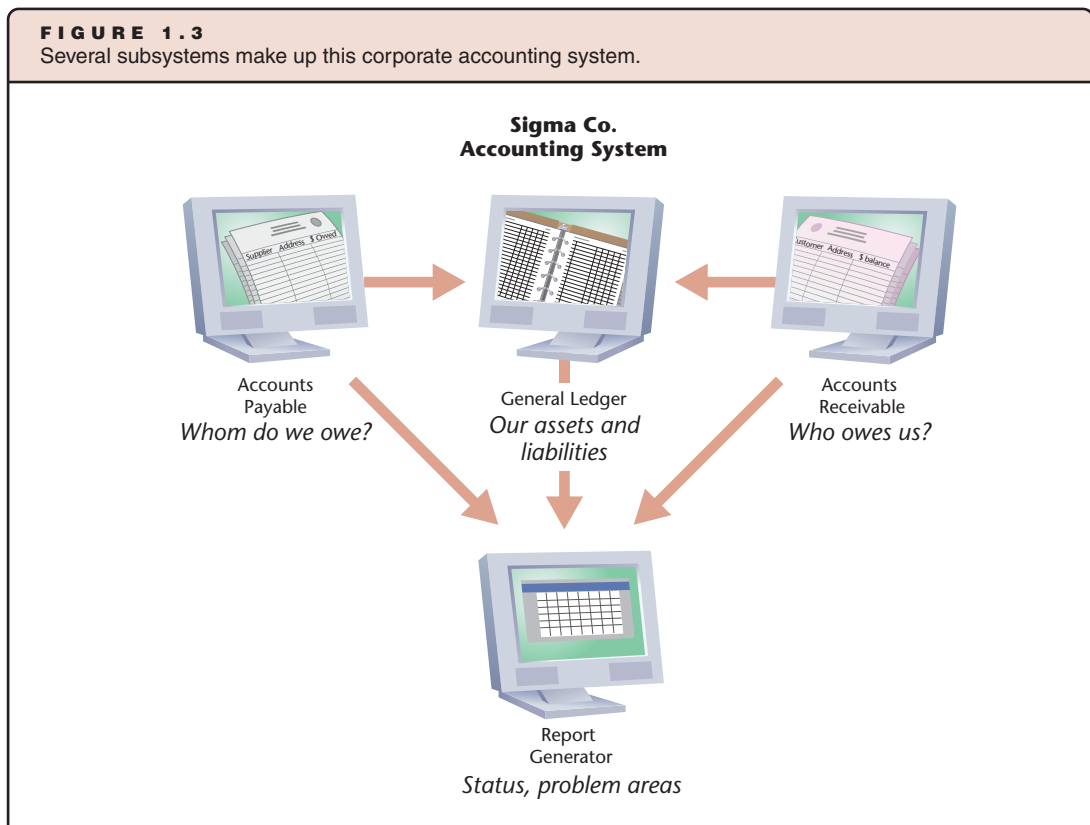 FIGURE 1.3
Several subsystems make up this corporate accounting system.
Sigma Co.
Accounting System
Supplier Address $ Owed
ustomer Address $ balance
Accounts
Payable
Whom do we owe?
General Ledger
Our assets and
liabilities
Accounts
Receivable
Who owes us?
Report
Generator
Status, problem areas